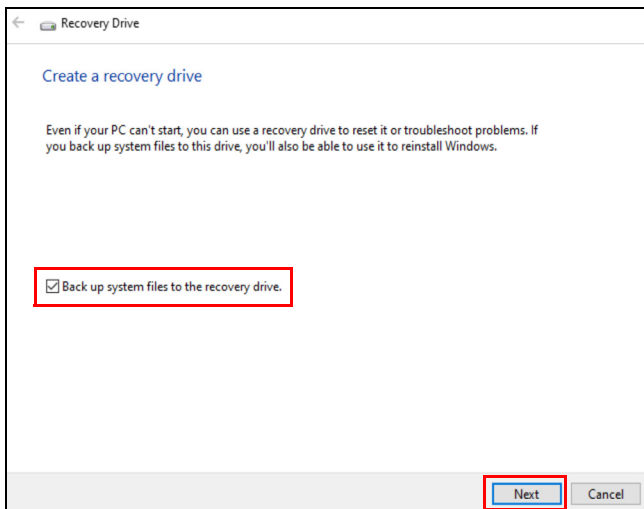 Recovery Drive
Create a recovery drive
Even if your PC can't start, you can use a recovery drive to reset it or troubleshoot problems. If
you back up system files to this drive, you'll also be able to use it to reinstall Windows.
Back up system files to the recovery drive.
Next
Cancel